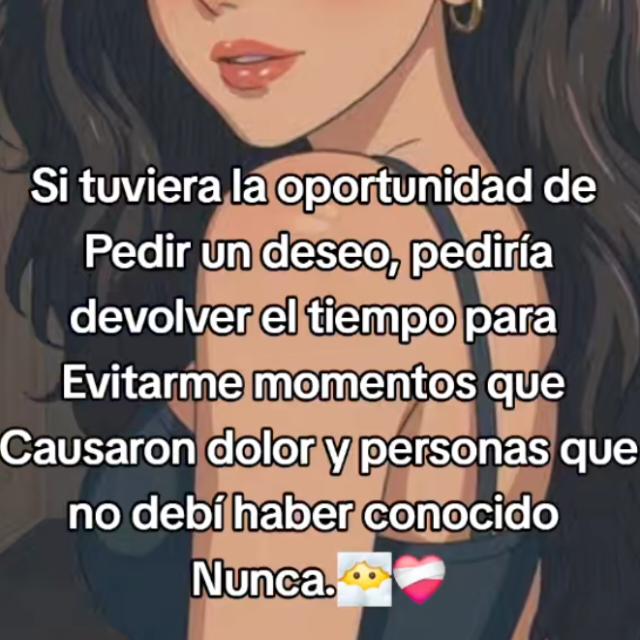 Si tuviera la oportunidad de
Pedir un deseo, pediría
devolver el tiempo para
Evitarme momentos que
Causaron dolor y personas que
no debí haber conocido
Nunca.😶‍🌫️❤️‍🩹